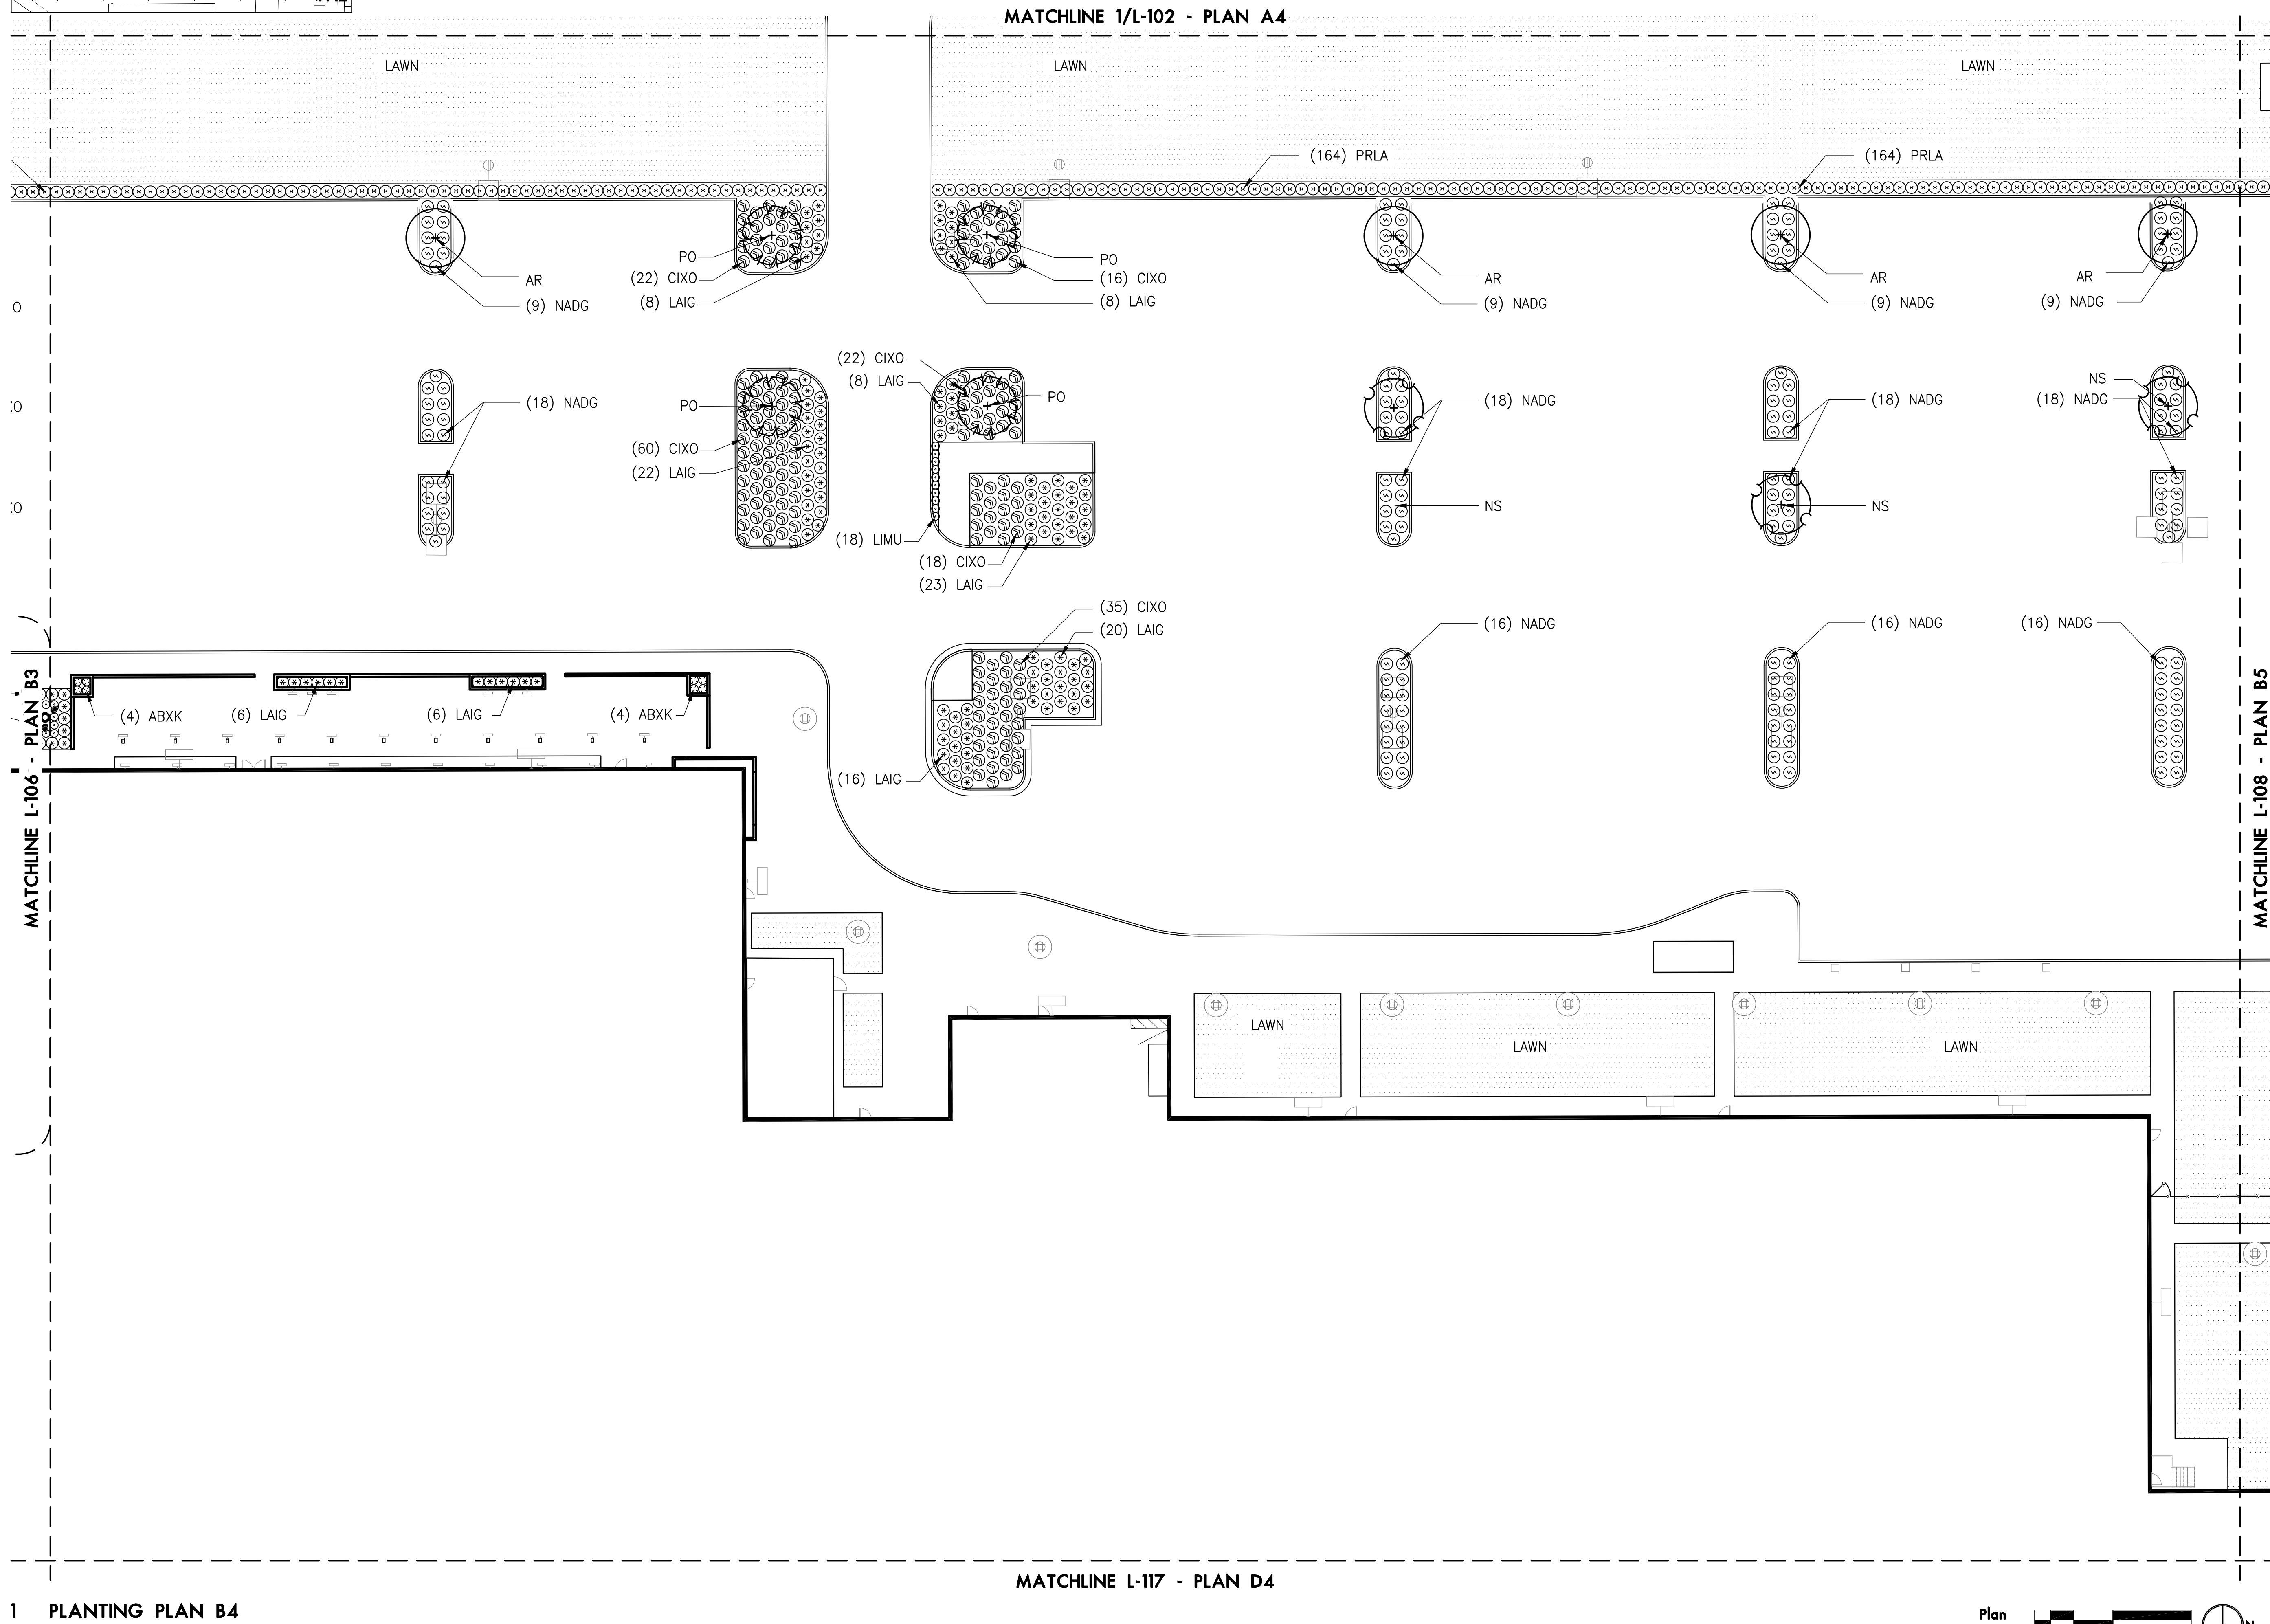 MATCHLINE 1/L-102 - PLAN A4
LAWN
LAWN
LAWN
(164) PRLA
(164) PRLA
PO
(22) CIXO
(8) LAIG
PO
(16) CIXO
(8) LAIG
AR
(9) NADG
AR
(9) NADG
AR
(9) NADG
AR
(9) NADG
(22) CIXO
(8) LAIG
PO
PO
(60) CIXO
(22) LAIG
(18) NADG
(18) NADG
(18) NADG
NS
(18) NADG
NS
NS
(18) LIMU
(18) CIXO
(23) LAIG
(35) CIXO
(20) LAIG
(16) LAIG
(16) NADG
(16) NADG
(16) NADG
(4) ABXK
(6) LAIG
(6) LAIG
(4) ABXK
MATCHLINE L-106 - PLAN B3
MATCHLINE L-108 - PLAN B5
LAWN
LAWN
LAWN
MATCHLINE L-117 - PLAN D4
1 PLANTING PLAN B4
Plan
N